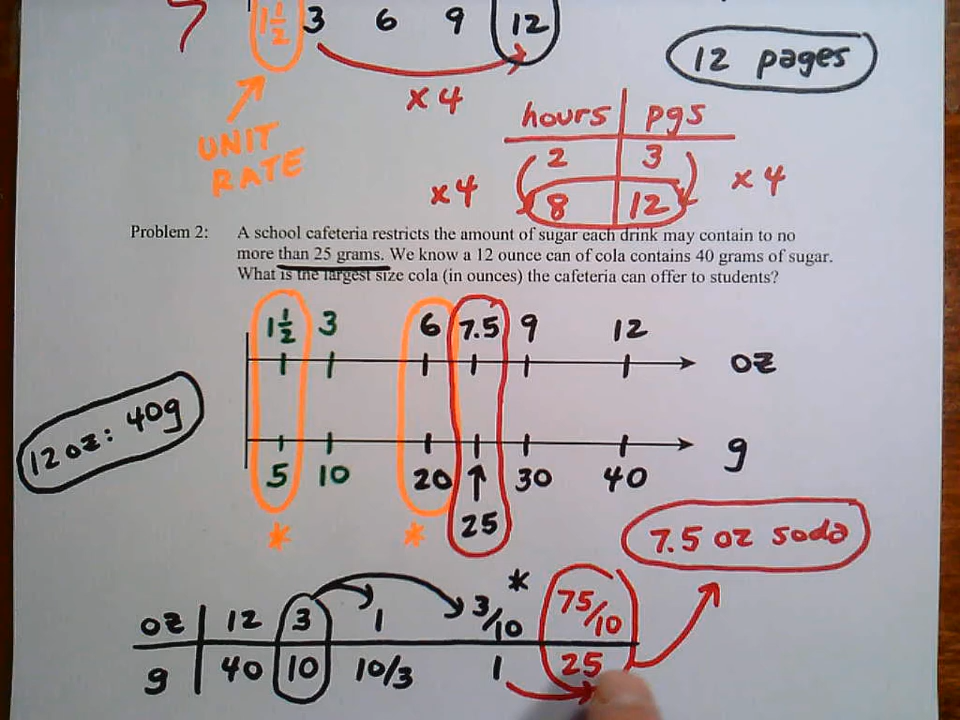 7 1½ 3 6 9 12
12 pages
x 4
UNIT RATE
hours pgs
2 3
x4 8 12 x 4
Problem 2: A school cafeteria restricts the amount of sugar each drink may contain to no
more than 25 grams. We know a 12 ounce can of cola contains 40 grams of sugar.
What is the largest size cola (in ounces) the cafeteria can offer to students?
1½ 3 6 7.5 9 12
oz
12oz: 40g
g
5 10 20 ↑ 30 40
25
* *
7.5 oz soda
*
oz 12 3 1 3/10 75/10
g 40 10 10/3 1 25